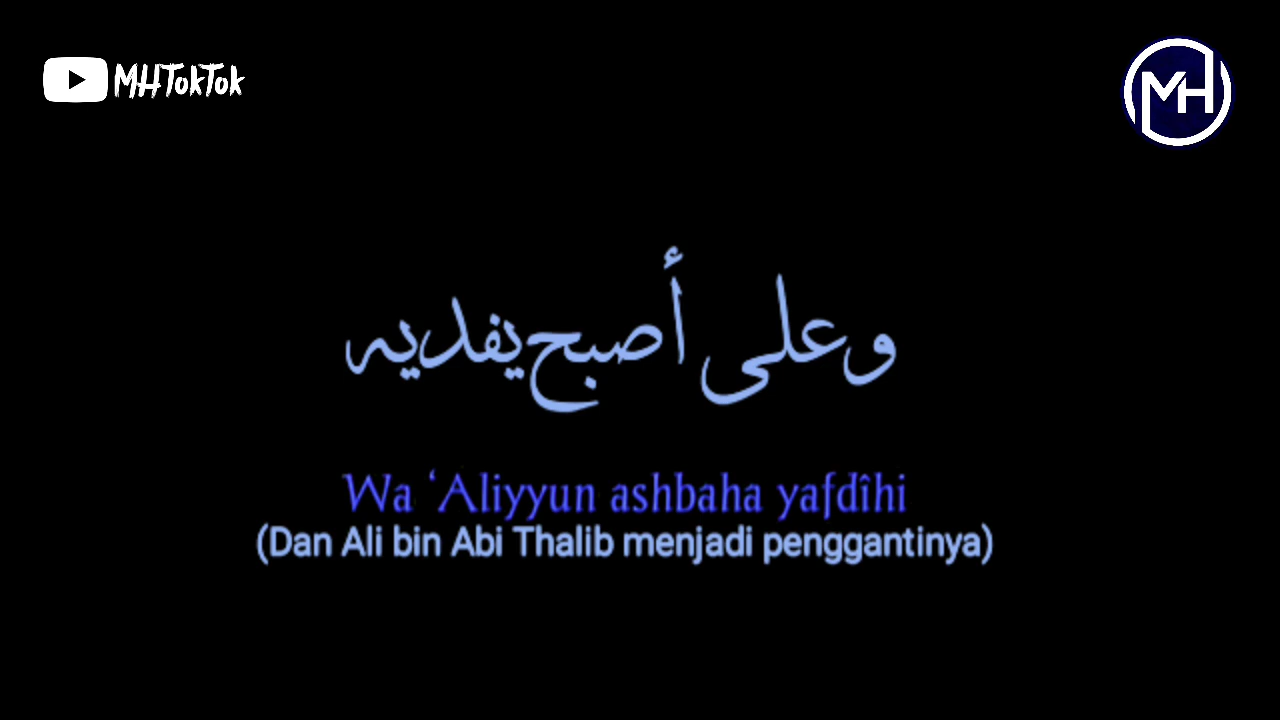 MHTokTok
MH
وعلى أصبح يفديه
Wa ‘Aliyyun ashbaha yafdîhi
(Dan Ali bin Abi Thalib menjadi penggantinya)